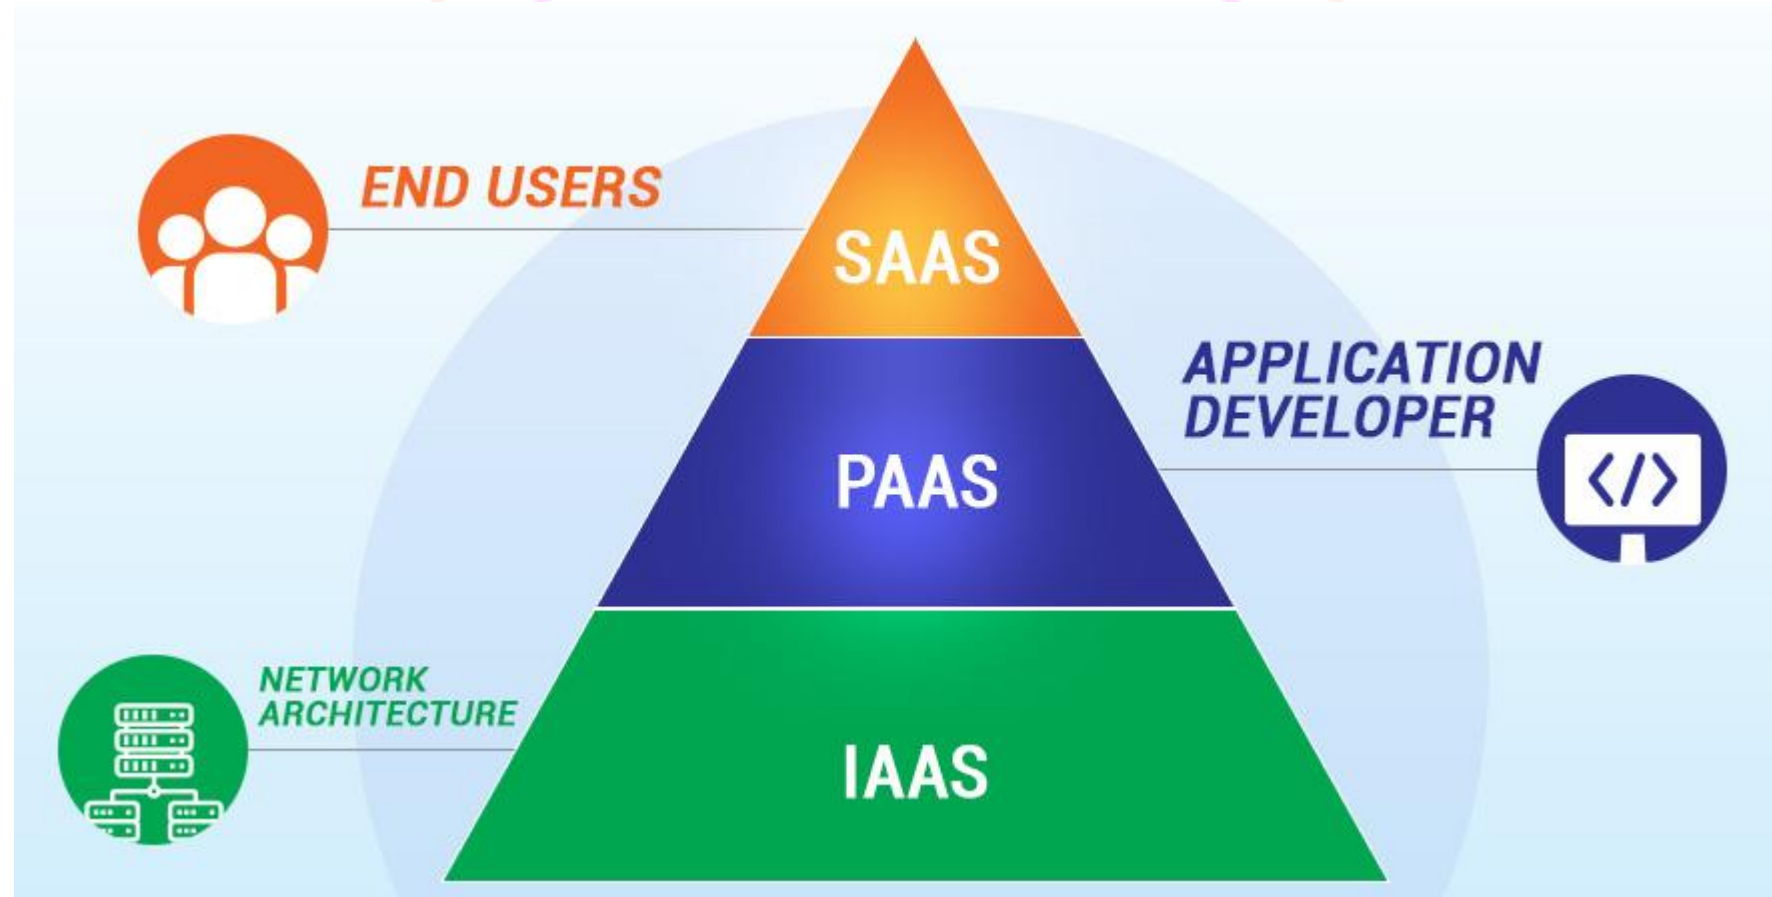 END USERS
SAAS
APPLICATION
DEVELOPER
PAAS
</>
NETWORK
ARCHITECTURE
IAAS